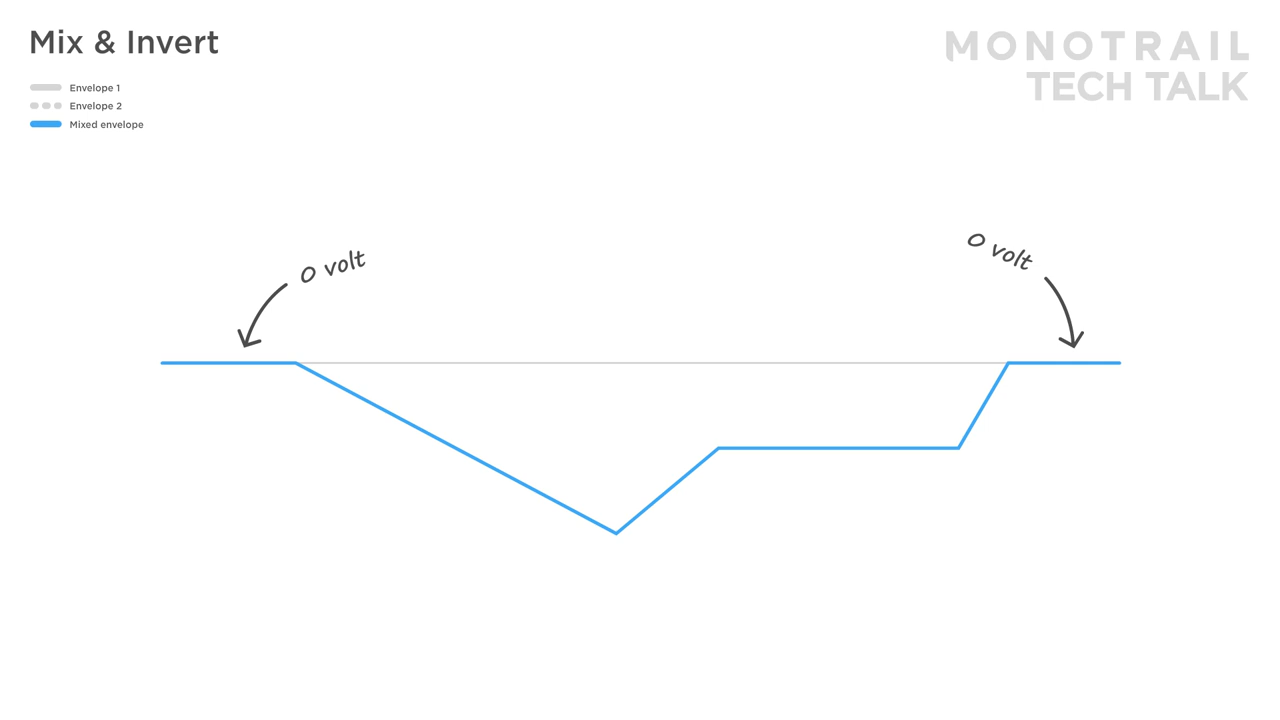 Mix & Invert
MONOTRAIL
TECH TALK
Envelope 1
Envelope 2
Mixed envelope
0 volt
0 volt